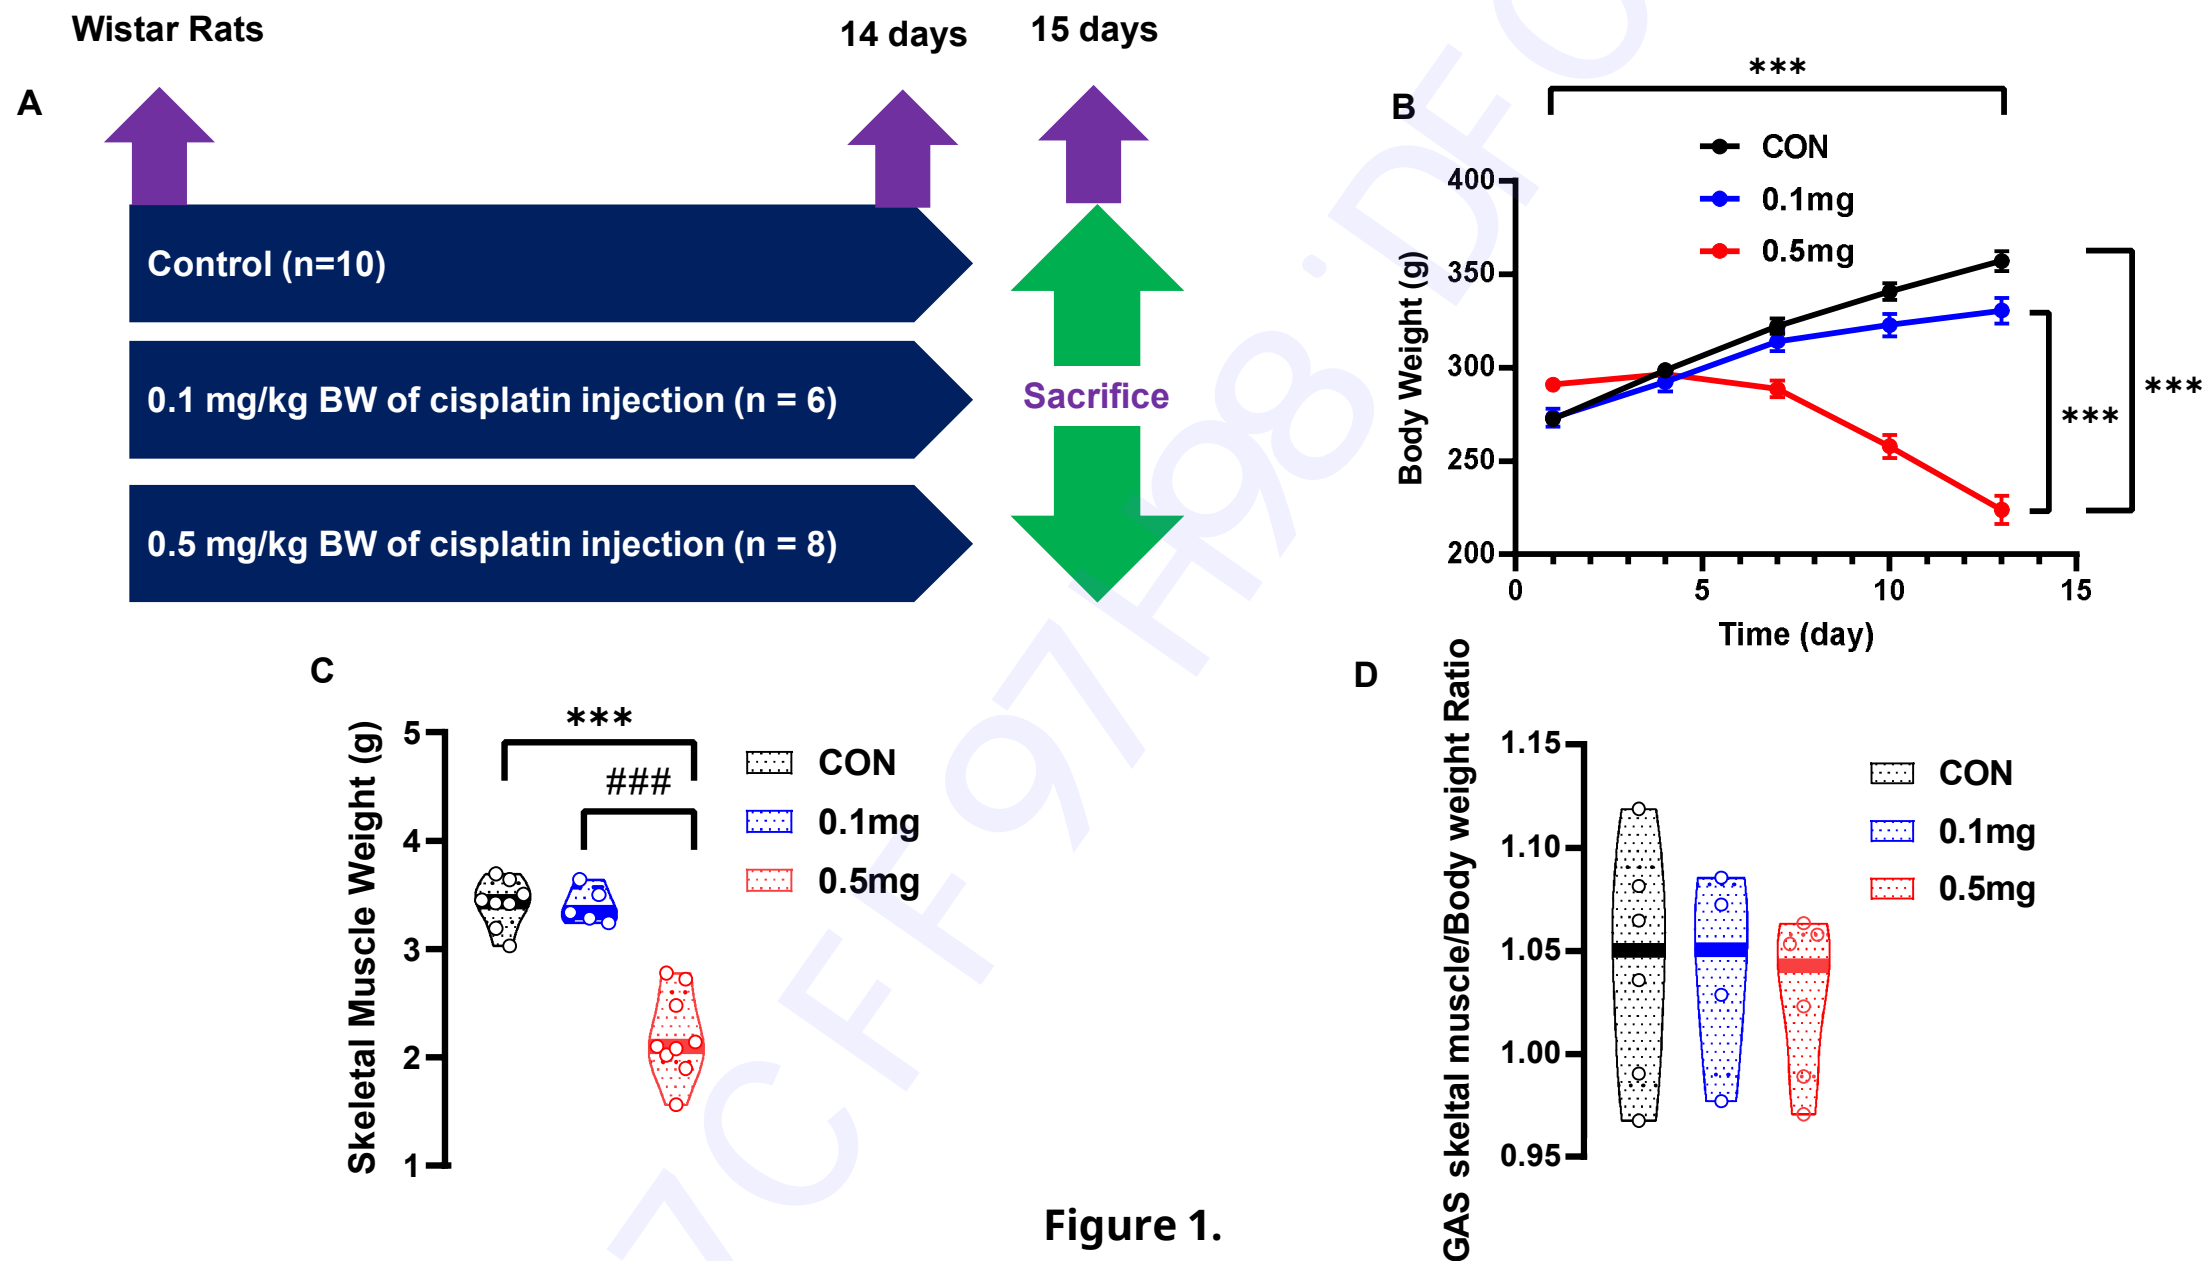 Wistar Rats
14 days
15 days
A
Control (n=10)
0.1 mg/kg BW of cisplatin injection (n = 6)
0.5 mg/kg BW of cisplatin injection (n = 8)
Sacrifice
B
***
CON
0.1mg
0.5mg
400
350
300
250
200
Body Weight (g)
0
5
10
15
Time (day)
***
***
C
***
###
CON
0.1mg
0.5mg
5
4
3
2
1
Skeletal Muscle Weight (g)
D
GAS skeltal muscle/Body weight Ratio
1.15
1.10
1.05
1.00
0.95
CON
0.1mg
0.5mg
Figure 1.